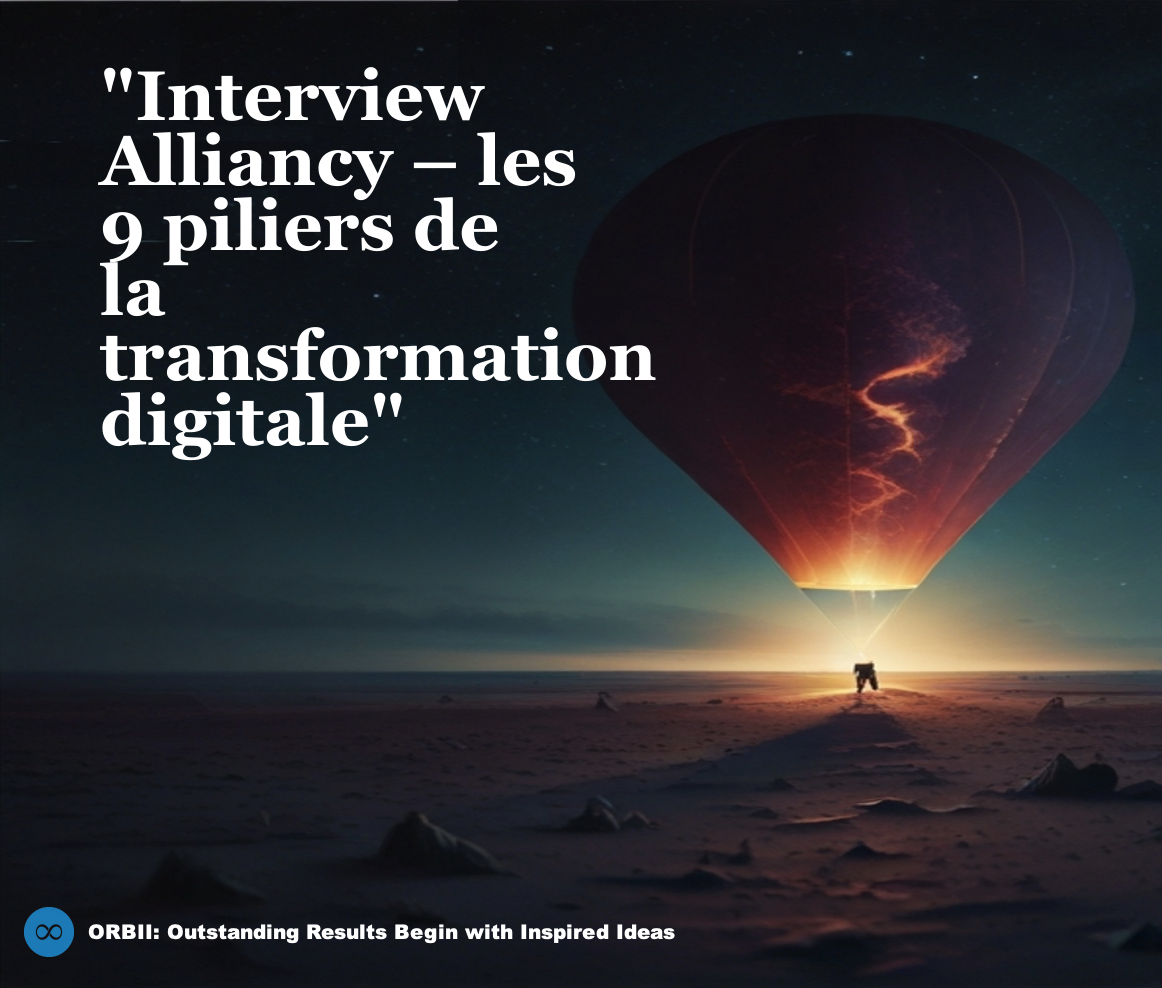 "Interview
Alliancy – les
9 piliers de
la
transformation
digitale"
∞ ORBII: Outstanding Results Begin with Inspired Ideas